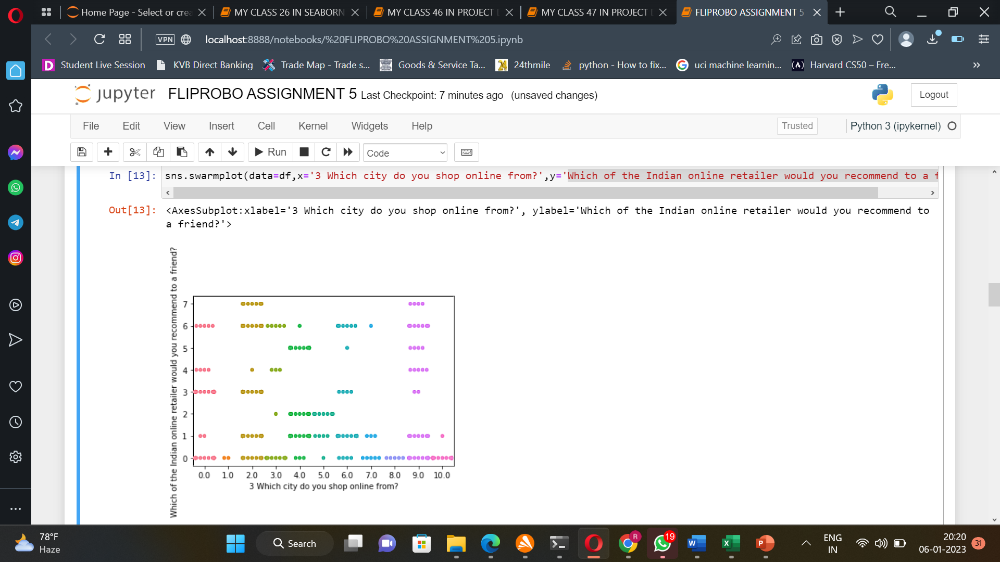 Home Page - Select or crea
MY CLASS 26 IN SEABORN
MY CLASS 46 IN PROJECT
MY CLASS 47 IN PROJECT
FLIPROBO ASSIGNMENT 5
VPN
localhost:8888/notebooks/%20FLIPROBO%20ASSIGNMENT%205.ipynb
Student Live Session
KVB Direct Banking
Trade Map - Trade s...
Goods & Service Ta...
24thmile
python - How to fix...
uci machine learnin...
Harvard CS50 – Fre...
jupyter FLIPROBO ASSIGNMENT 5 Last Checkpoint: 7 minutes ago (unsaved changes)
Logout
File Edit View Insert Cell Kernel Widgets Help
Trusted
Python 3 (ipykernel)
Run
Code
In [13]: sns.swarmplot(data=df,x='3 Which city do you shop online from?',y='Which of the Indian online retailer would you recommend to a f
Out[13]: <AxesSubplot:xlabel='3 Which city do you shop online from?', ylabel='Which of the Indian online retailer would you recommend to
a friend?'>
Which of the Indian online retailer would you recommend to a friend?
7
6
5
4
3
2
1
0
0.0 1.0 2.0 3.0 4.0 5.0 6.0 7.0 8.0 9.0 10.0
3 Which city do you shop online from?
78°F
Haze
Search
R
19
ENG
IN
20:20
06-01-2023
31